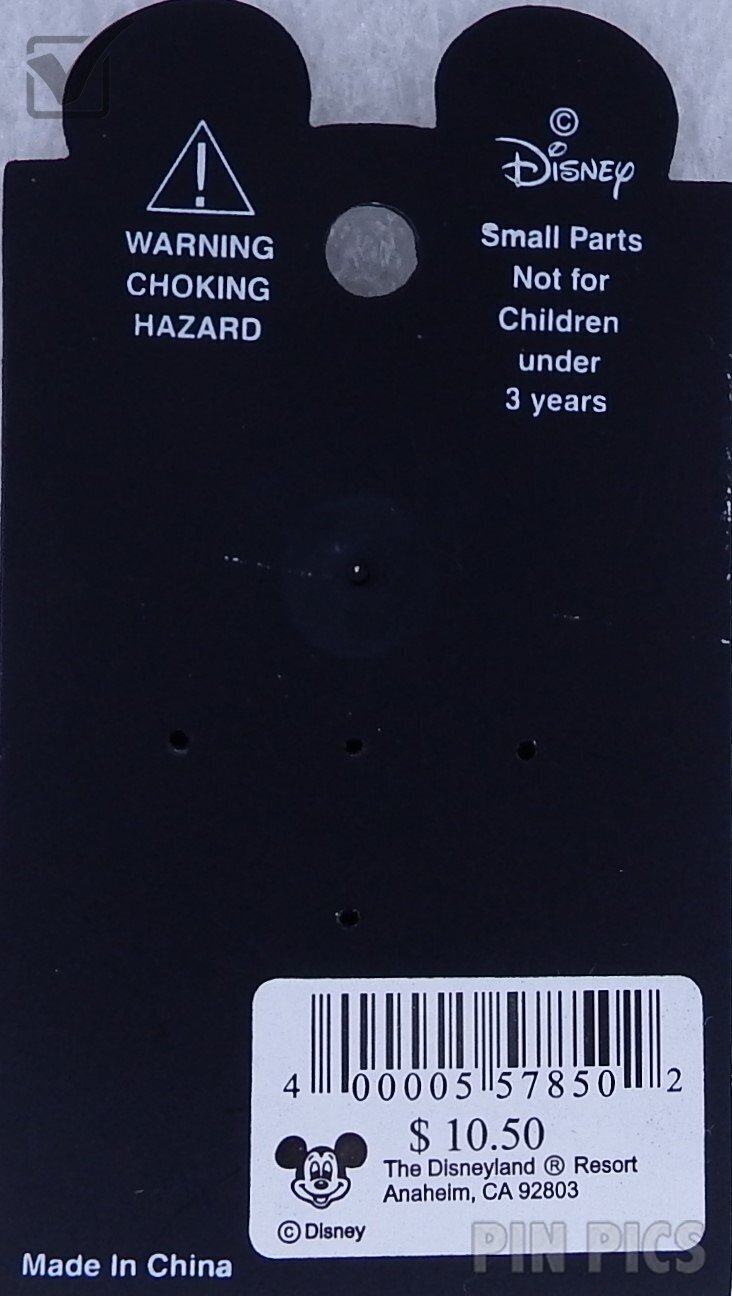 WARNING
CHOKING
HAZARD
©
Disney
Small Parts
Not for
Children
under
3 years
4 00005 57850 2
$ 10.50
The Disneyland ® Resort
Anaheim, CA 92803
© Disney
Made In China
PIN PICS